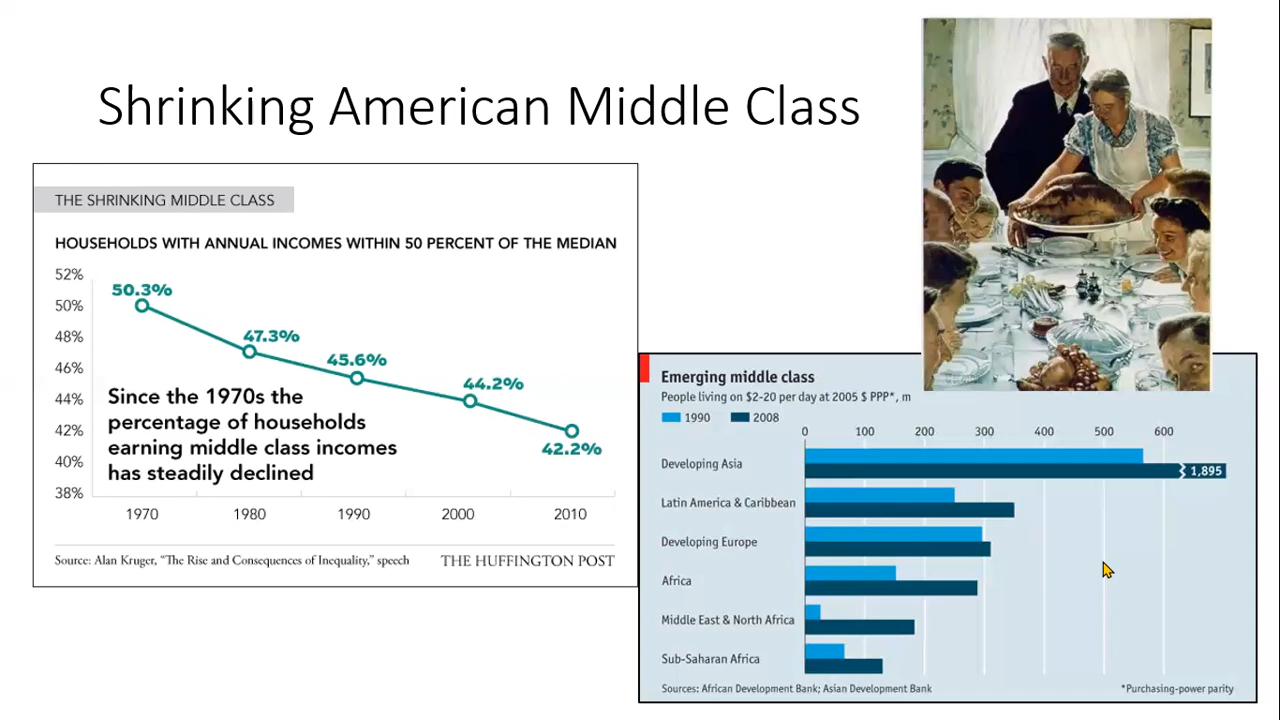 Shrinking American Middle Class
THE SHRINKING MIDDLE CLASS
HOUSEHOLDS WITH ANNUAL INCOMES WITHIN 50 PERCENT OF THE MEDIAN
52%
50%
48%
46%
44%
42%
40%
38%
50.3%
47.3%
45.6%
44.2%
42.2%
Since the 1970s the
percentage of households
earning middle class incomes
has steadily declined
1970 1980 1990 2000 2010
Source: Alan Kruger, “The Rise and Consequences of Inequality,” speech THE HUFFINGTON POST
Emerging middle class
People living on $2-20 per day at 2005 $ PPP*, m
1990 2008
0 100 200 300 400 500 600
Developing Asia 1,895
Latin America & Caribbean
Developing Europe
Africa
Middle East & North Africa
Sub-Saharan Africa
Sources: African Development Bank; Asian Development Bank *Purchasing-power parity